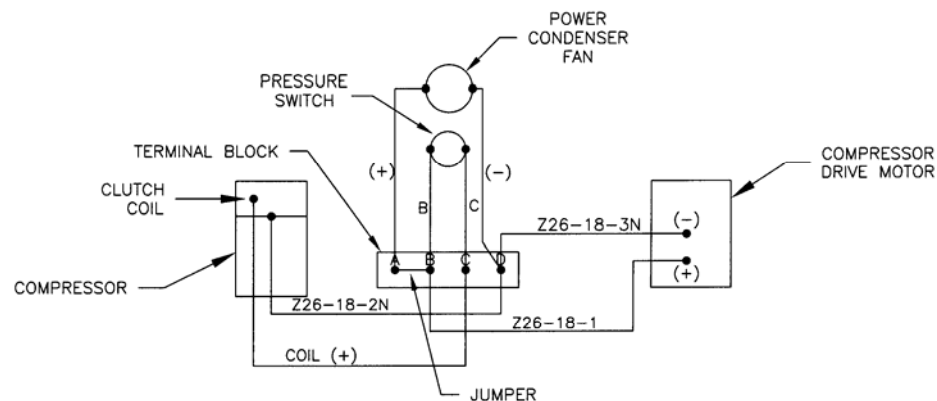 POWER
CONDENSER
FAN
PRESSURE
SWITCH
TERMINAL BLOCK
COMPRESSOR
DRIVE MOTOR
CLUTCH
COIL
(+)
(-)
B
C
Z26-18-3N
(-)
(+)
A
B
C
D
COMPRESSOR
Z26-18-2N
Z26-18-1
COIL (+)
JUMPER